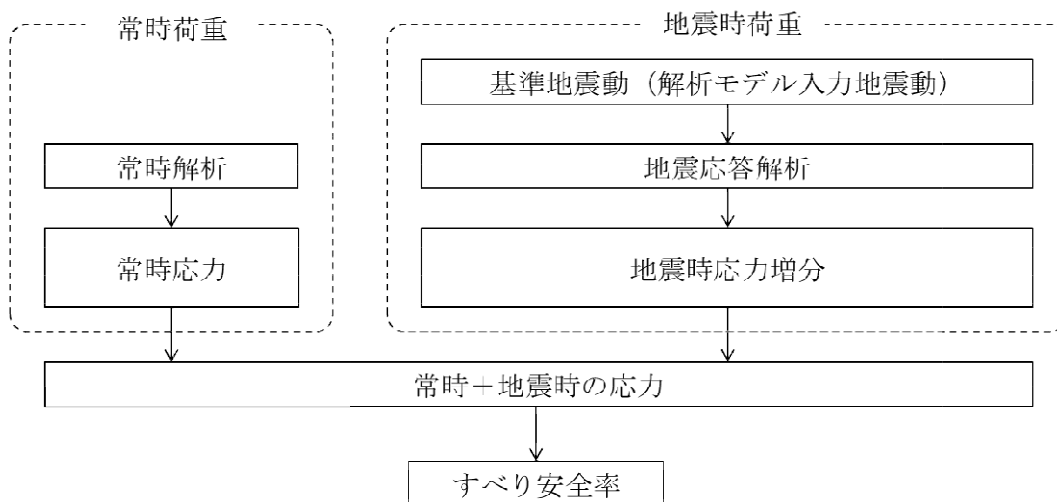 常時荷重
常時解析
常時応力
地震時荷重
基準地震動（解析モデル入力地震動）
地震応答解析
地震時応力増分
常時＋地震時の応力
すべり安全率